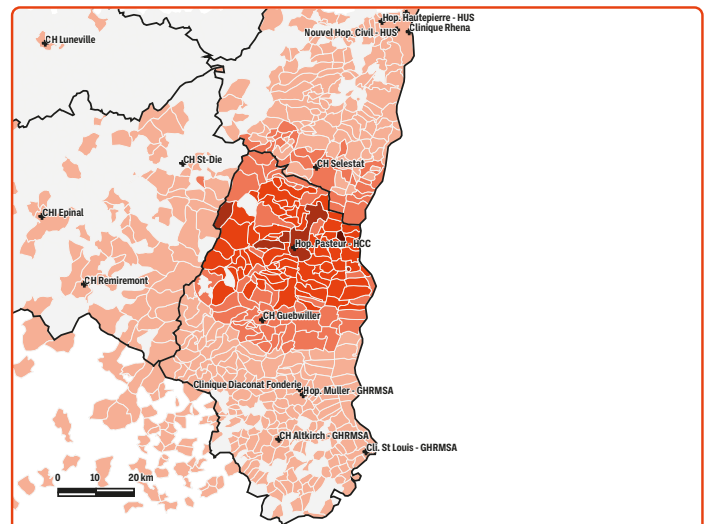 Hop. Hautepierre - HUS
Nouvel Hop. Civil - HUS
Clinique Rhena
CH Luneville
CH St-Die
CH Selestat
CHI Epinal
Hop. Pasteur - HCC
CH Remiremont
CH Guebwiller
Clinique Diaconat Fonderie
Hop. Muller - GHRMSA
CH Altkirch - GHRMSA
Cli. St Louis - GHRMSA
0 10 20 km